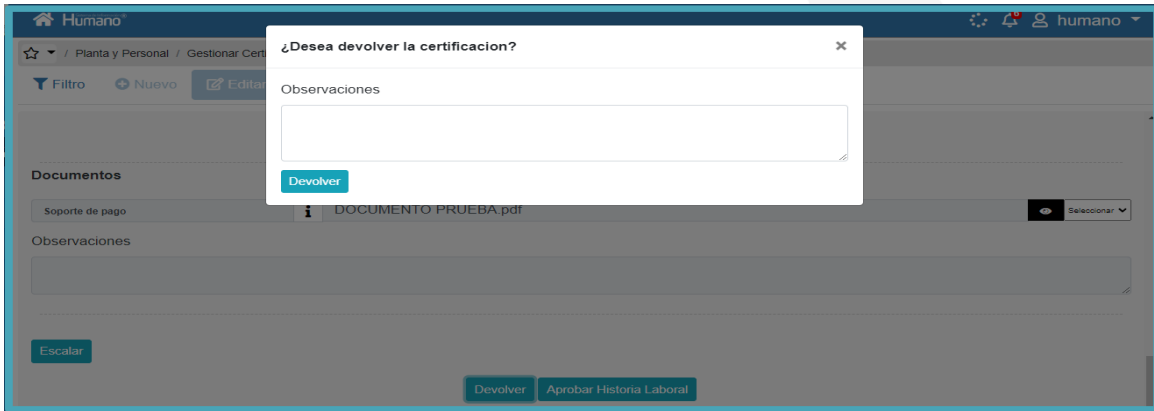 Humano®
humano
/ Planta y Personal / Gestionar Certi
Filtro Nuevo Editar
¿Desea devolver la certificacion?
×
Observaciones
Devolver
Documentos
Soporte de pago i DOCUMENTO PRUEBA.pdf Seleccionar
Observaciones
Escalar
Devolver Aprobar Historia Laboral